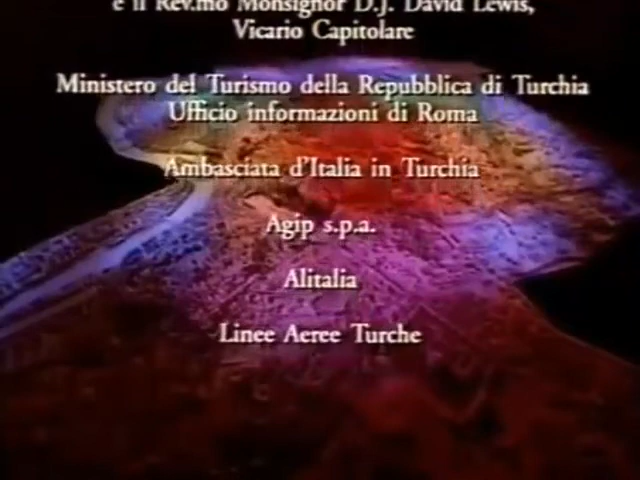 e il Rev.mo Monsignor D.J. David Lewis,
Vicario Capitolare
Ministero del Turismo della Repubblica di Turchia
Ufficio informazioni di Roma
Ambasciata d'Italia in Turchia
Agip s.p.a.
Alitalia
Linee Aeree Turche